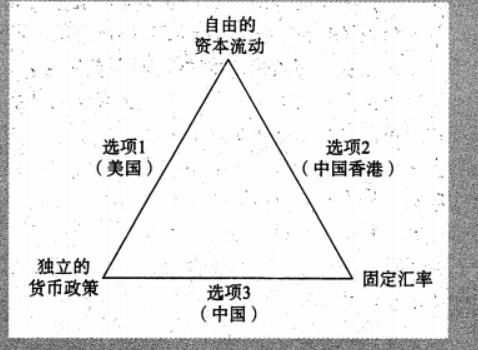 自由的
资本流动
选项1
（美国）
选项2
（中国香港）
独立的
货币政策
固定汇率
选项3
（中国）